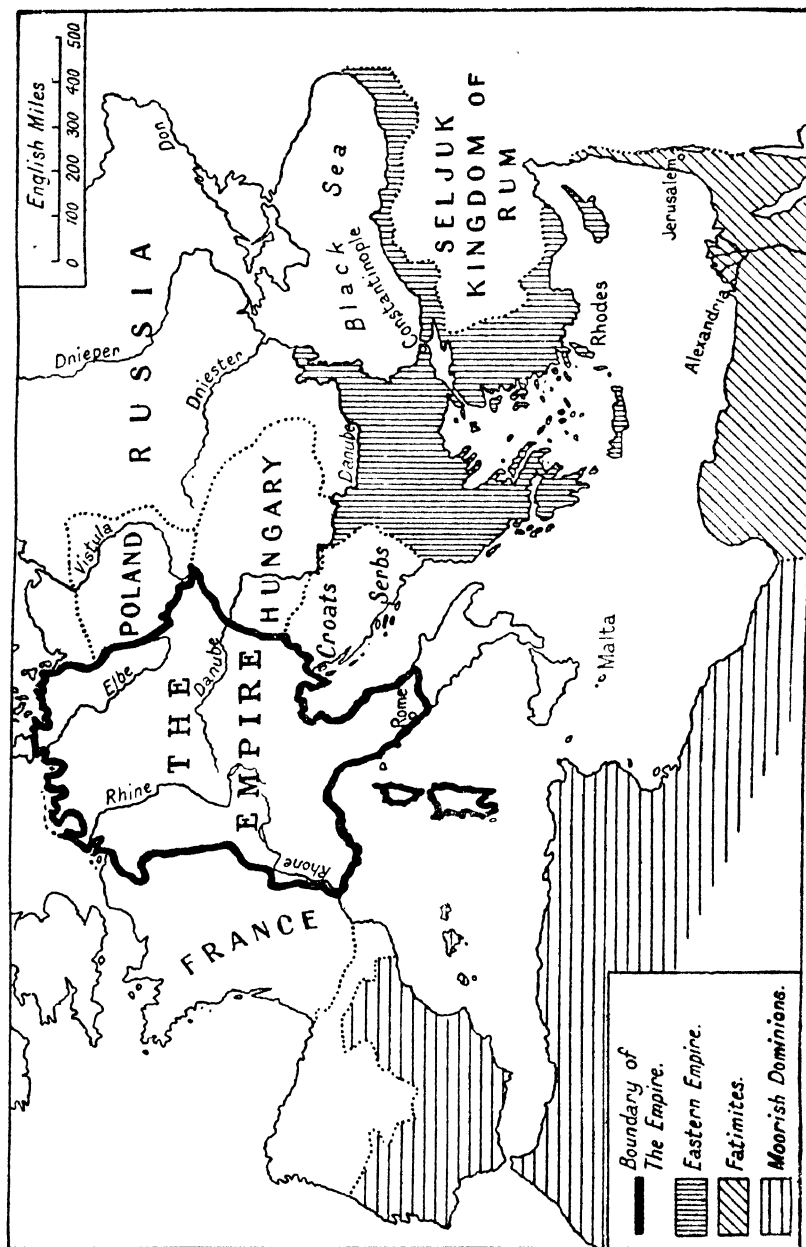 English Miles
0 100 200 300 400 500
RUSSIA
Don
Dnieper
Dniester
Vistula
POLAND
Elbe
Rhine
THE
EMPIRE
Danube
HUNGARY
Danube
Croats
Serbs
Black Sea
Constantinople
SELJUK
KINGDOM OF
RUM
FRANCE
Rhone
Rome
Malta
Rhodes
Jerusalem
Alexandria
Boundary of
The Empire.
Eastern Empire.
Fatimites.
Moorish Dominions.